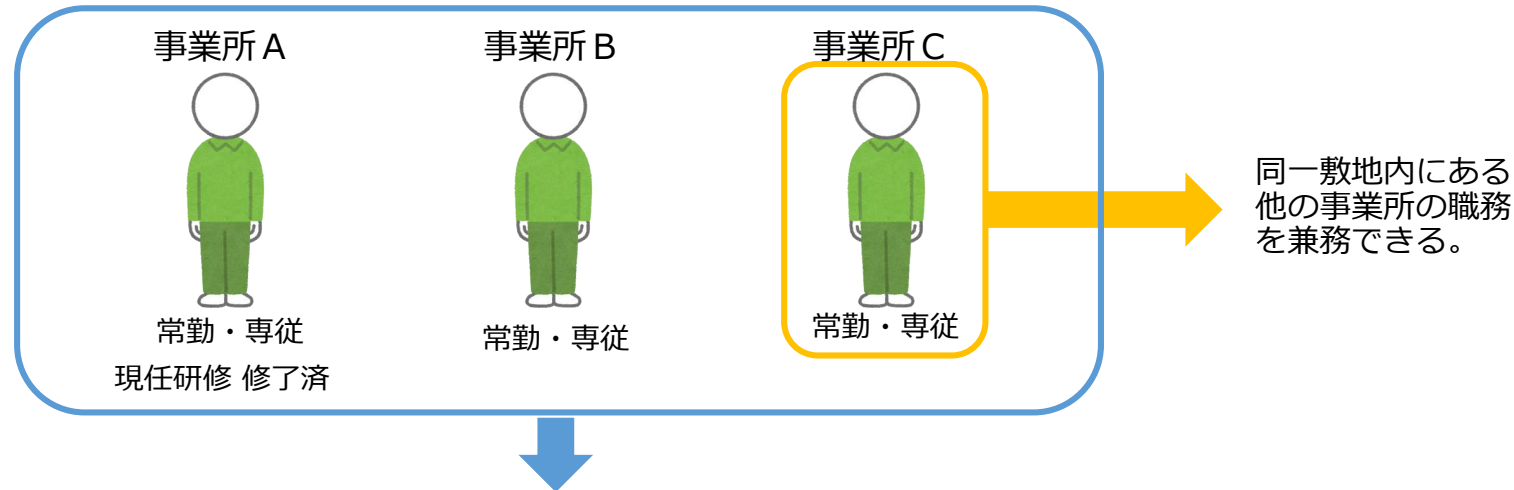 事業所A
事業所B
事業所C
常勤・専従
現任研修 修了済
常勤・専従
常勤・専従
同一敷地内にある
他の事業所の職務
を兼務できる。